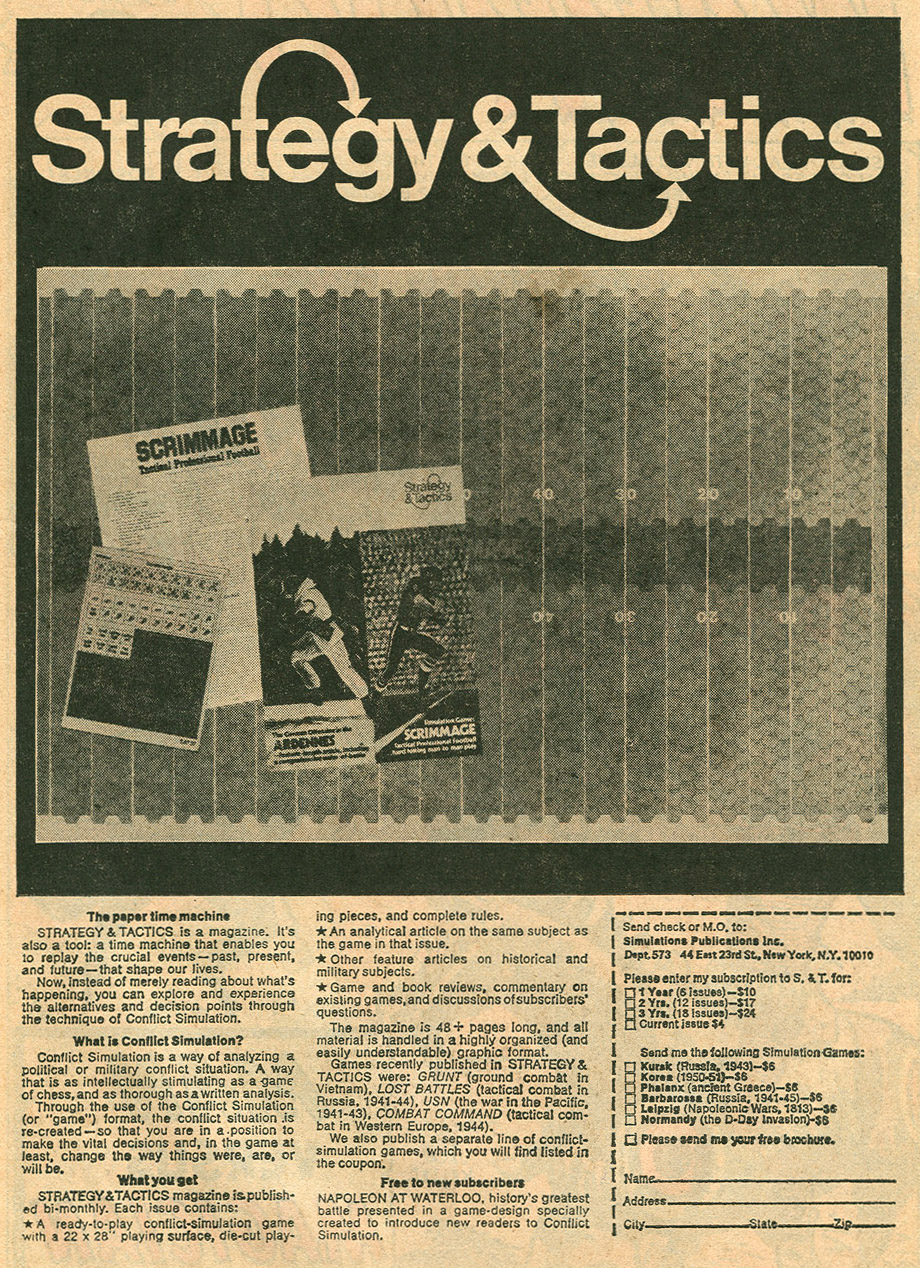 Strategy & Tactics
SCRIMMAGE
Tactical Professional Football
Strategy
& Tactics
0 40 30 20 10
40 30 20 10
The German Offensive in the
ARDENNES
Simulation Game:
SCRIMMAGE
Tactical Professional Football
hard hitting man to man play
The paper time machine
STRATEGY & TACTICS is a magazine. It's
also a tool: a time machine that enables you
to replay the crucial events—past, present,
and future—that shape our lives.
Now, instead of merely reading about what's
happening, you can explore and experience
the alternatives and decision points through
the technique of Conflict Simulation.
What is Conflict Simulation?
Conflict Simulation is a way of analyzing a
political or military conflict situation. A way
that is as intellectually stimulating as a game
of chess, and as thorough as a written analysis.
Through the use of the Conflict Simulation
(or "game") format, the conflict situation is
re-created—so that you are in a position to
make the vital decisions and, in the game at
least, change the way things were, are, or
will be.
What you get
STRATEGY & TACTICS magazine is publish-
ed bi-monthly. Each issue contains:
★ A ready-to-play conflict-simulation game
with a 22 x 28" playing surface, die-cut play-
ing pieces, and complete rules.
★ An analytical article on the same subject as
the game in that issue.
★ Other feature articles on historical and
military subjects.
★ Game and book reviews, commentary on
existing games, and discussions of subscribers'
questions.
The magazine is 48+ pages long, and all
material is handled in a highly organized (and
easily understandable) graphic format.
Games recently published in STRATEGY &
TACTICS were: GRUNT (ground combat in
Vietnam), LOST BATTLES (tactical combat in
Russia, 1941-44), USN (the war in the Pacific,
1941-43), COMBAT COMMAND (tactical com-
bat in Western Europe, 1944).
We also publish a separate line of conflict-
simulation games, which you will find listed in
the coupon.
Free to new subscribers
NAPOLEON AT WATERLOO, history's greatest
battle presented in a game-design specially
created to introduce new readers to Conflict
Simulation.
Send check or M.O. to:
Simulations Publications Inc.
Dept. 573 44 East 23rd St., New York, N.Y. 10010
Please enter my subscription to S. & T. for:
1 Year (6 issues)—$10
2 Yrs. (12 issues)—$17
3 Yrs. (18 issues)—$24
Current issue $4
Send me the following Simulation Games:
Kursk (Russia, 1943)—$6
Korea (1950-51)—$6
Phalanx (ancient Greece)—$6
Barbarossa (Russia, 1941-45)—$6
Leipzig (Napoleonic Wars, 1813)—$6
Normandy (the D-Day Invasion)—$6
Please send me your free brochure.
Name
Address
City State Zip